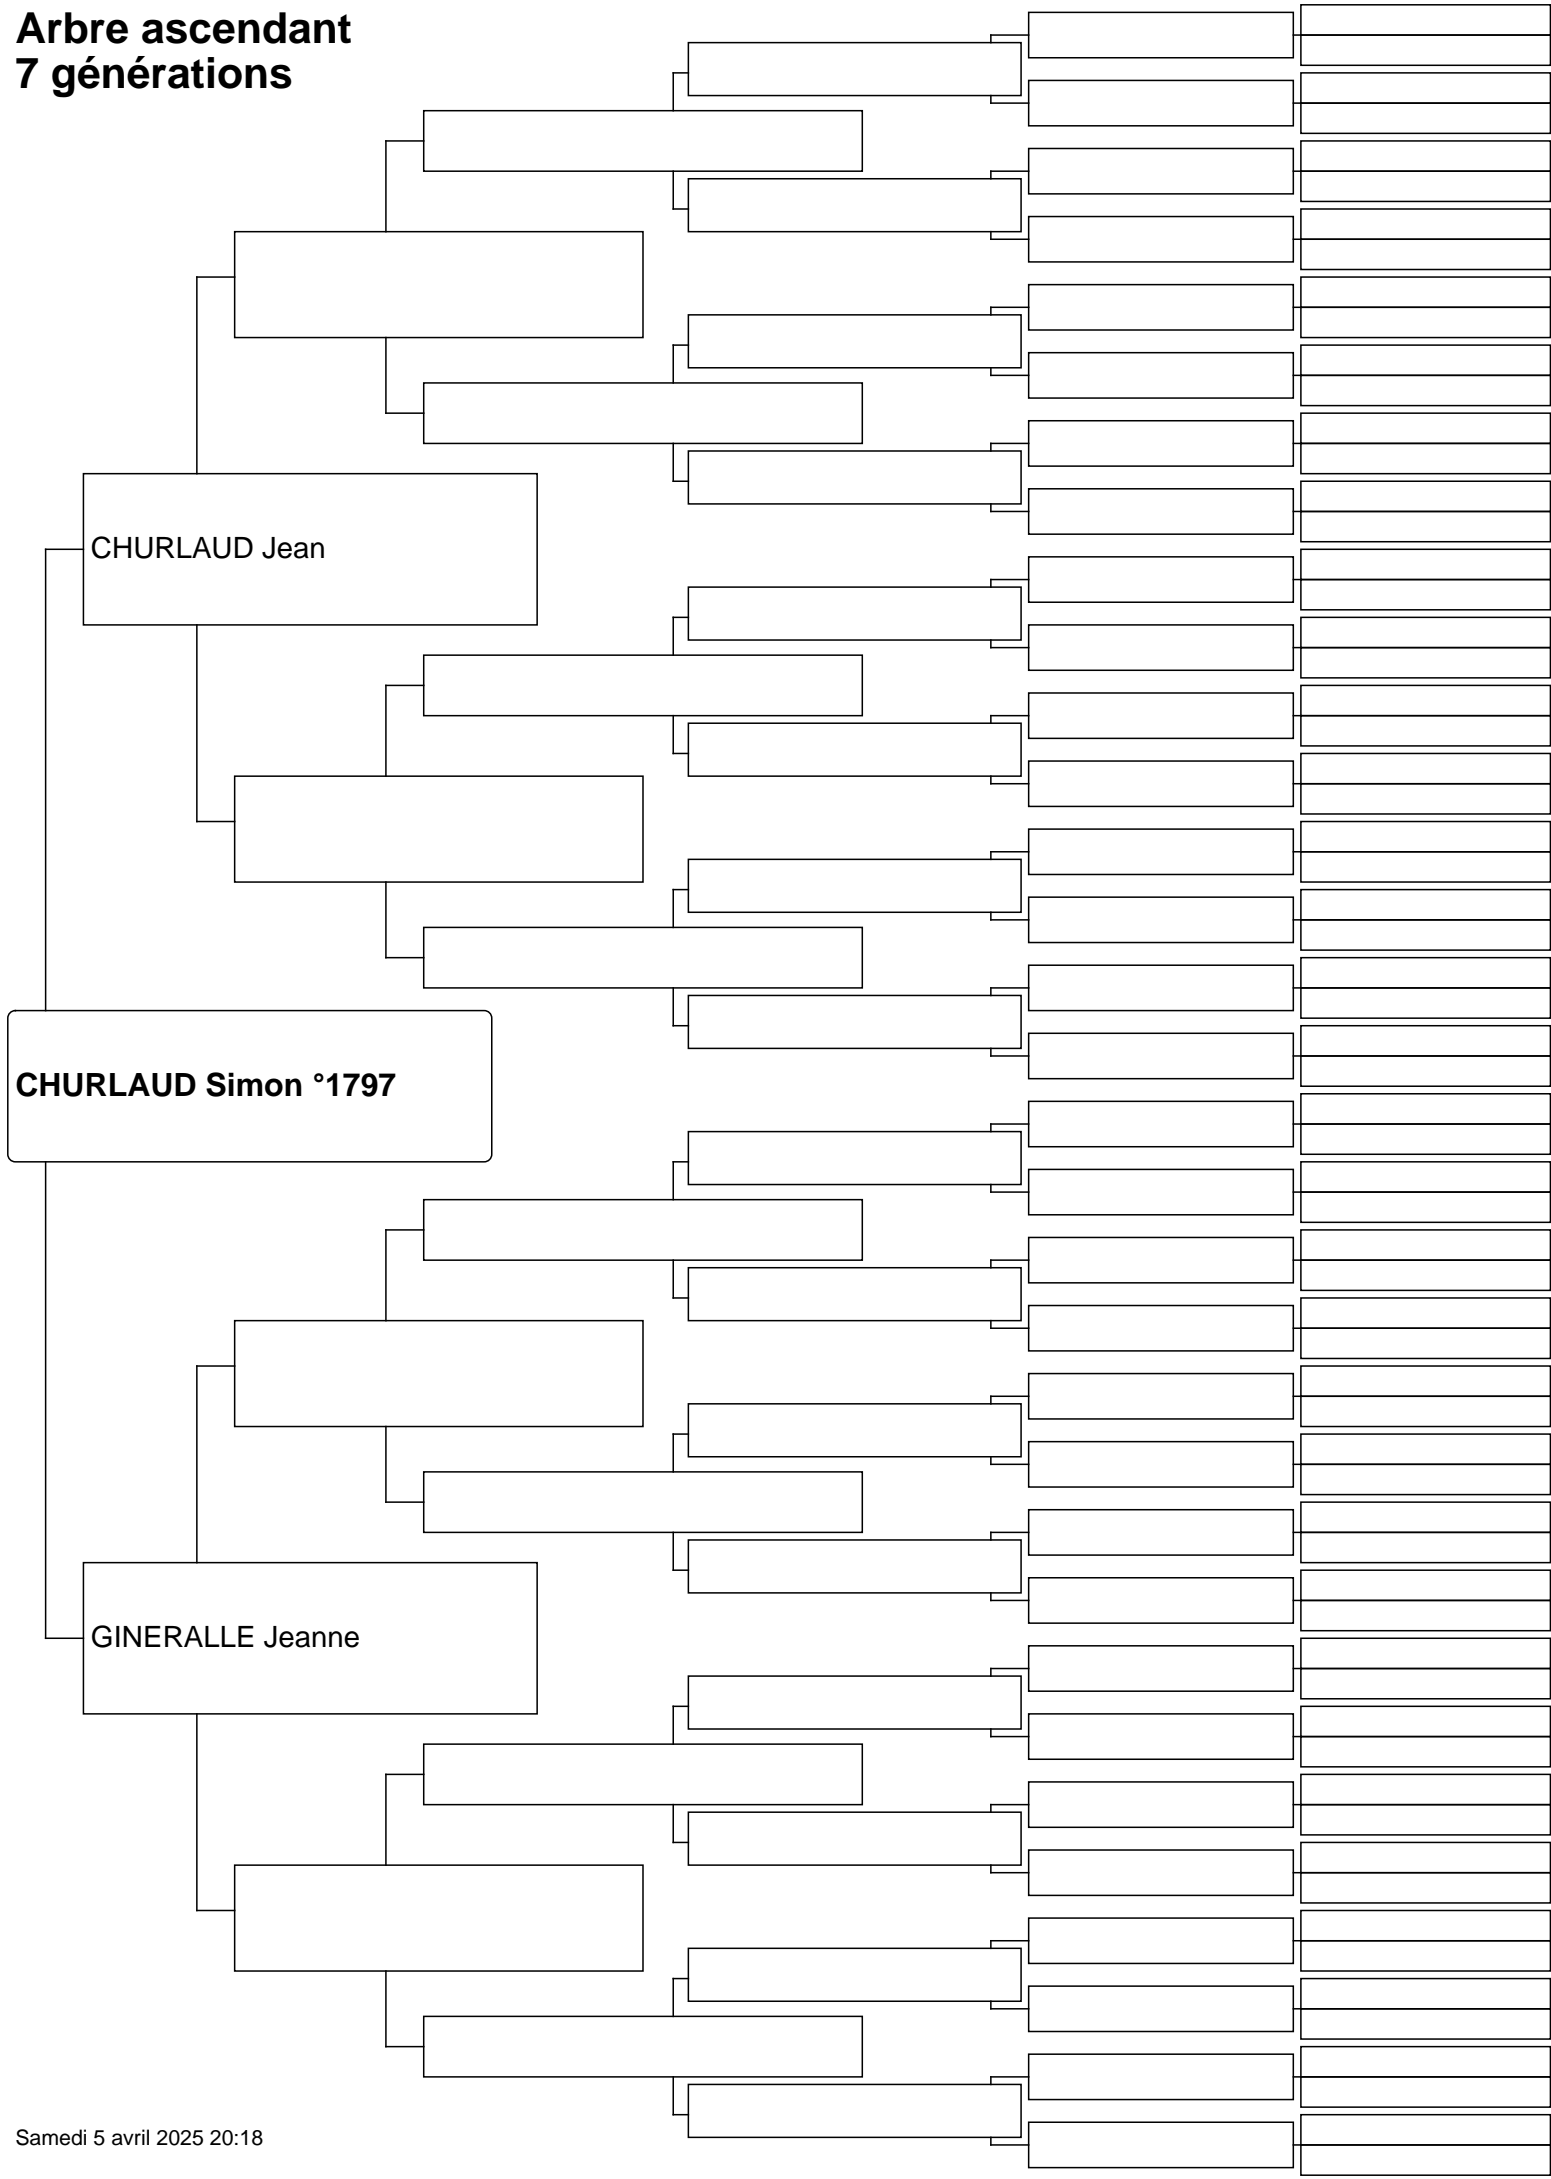 Arbre ascendant
7 générations
CHURLAUD Jean
CHURLAUD Simon °1797
GINERALLE Jeanne
Samedi 5 avril 2025 20:18